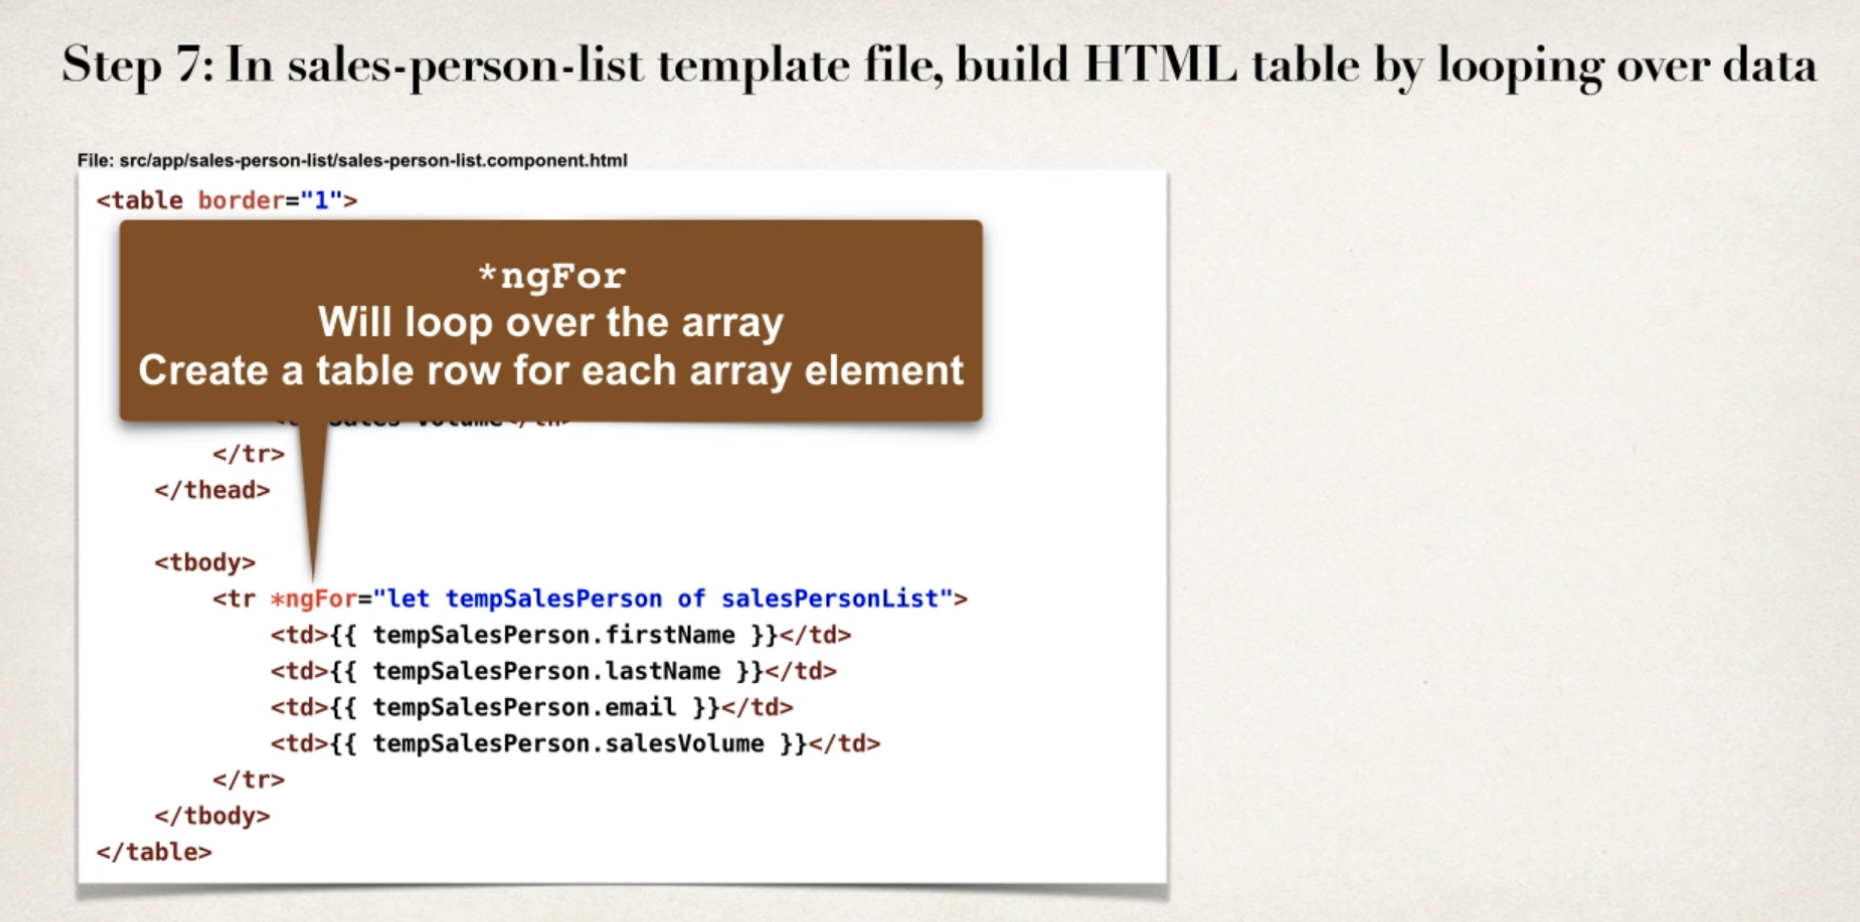 Step 7: In sales-person-list template file, build HTML table by looping over data
File: src/app/sales-person-list/sales-person-list.component.html
<table border="1">
*ngFor
Will loop over the array
Create a table row for each array element
Sales Volume</th>
</tr>
</thead>
<tbody>
<tr *ngFor="let tempSalesPerson of salesPersonList">
<td>{{ tempSalesPerson.firstName }}</td>
<td>{{ tempSalesPerson.lastName }}</td>
<td>{{ tempSalesPerson.email }}</td>
<td>{{ tempSalesPerson.salesVolume }}</td>
</tr>
</tbody>
</table>